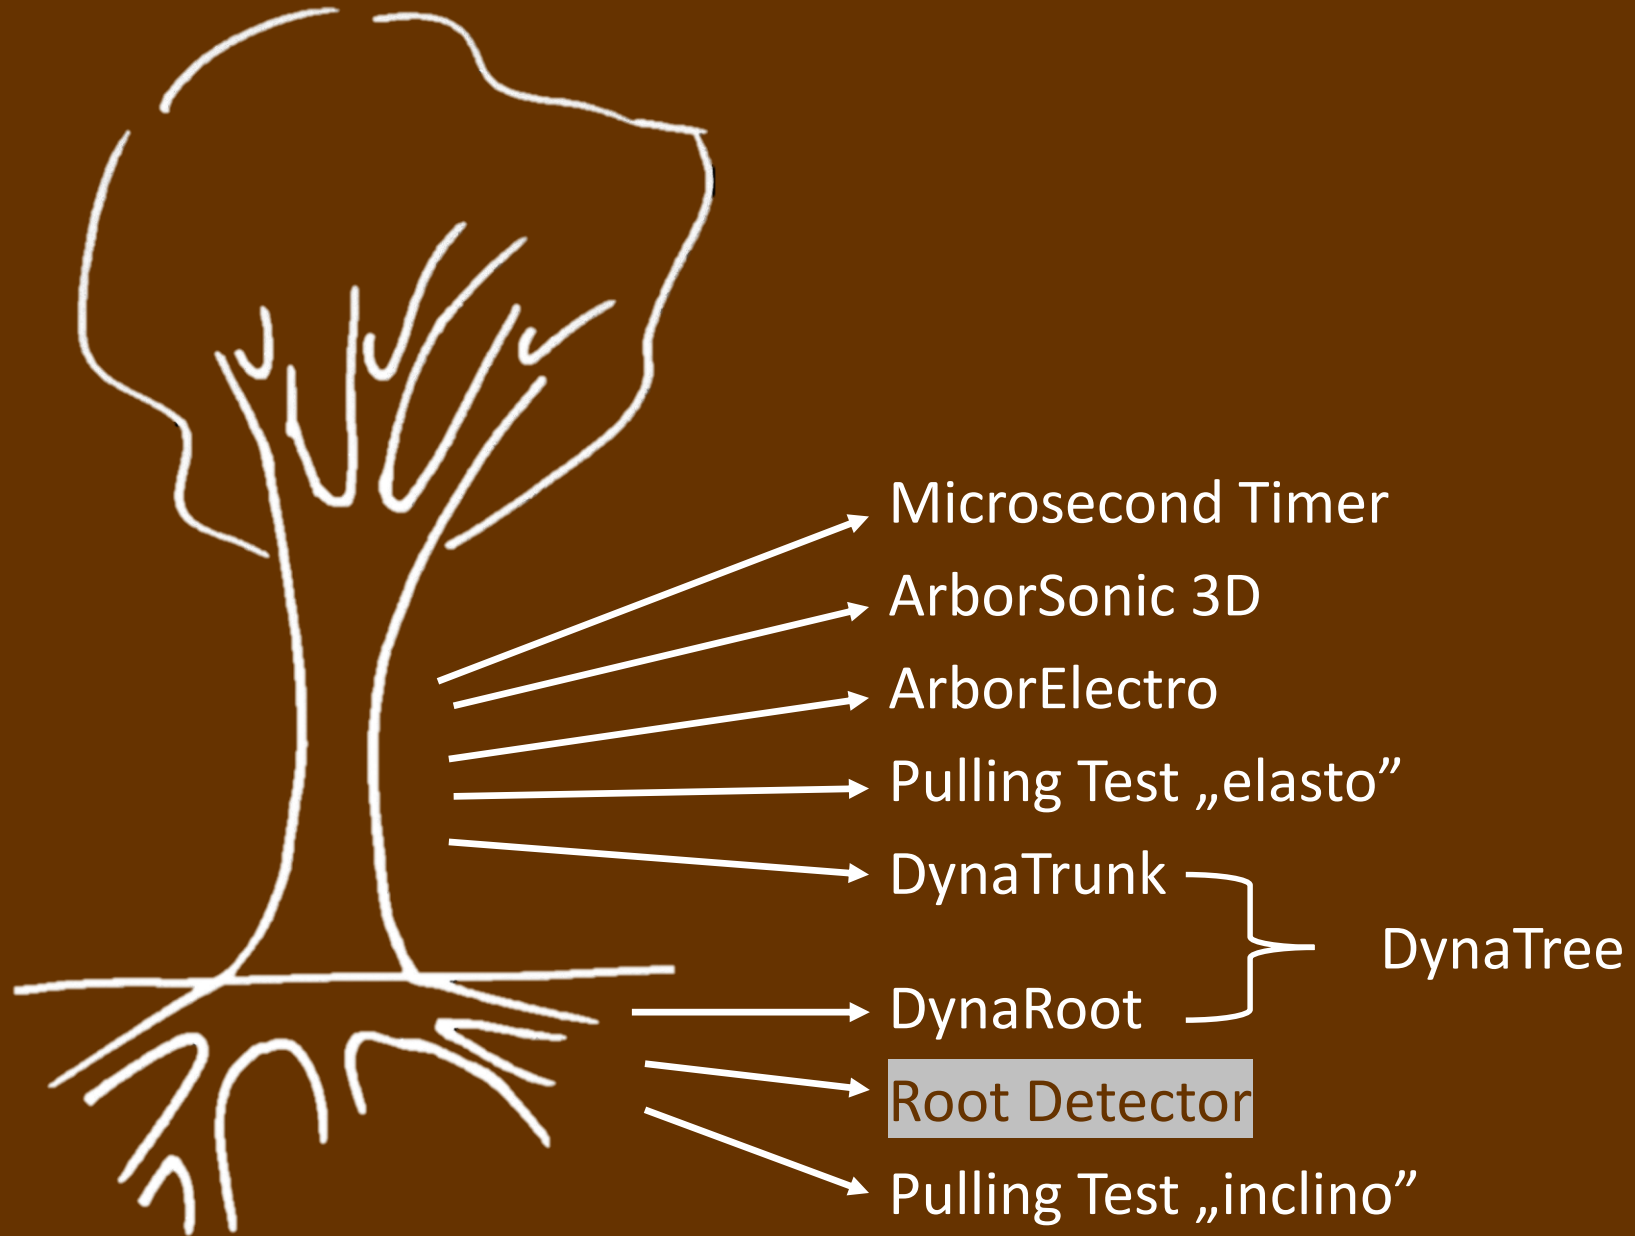 Microsecond Timer
ArborSonic 3D
ArborElectro
Pulling Test „elasto”
DynaTrunk
DynaTree
DynaRoot
Root Detector
Pulling Test „inclino”